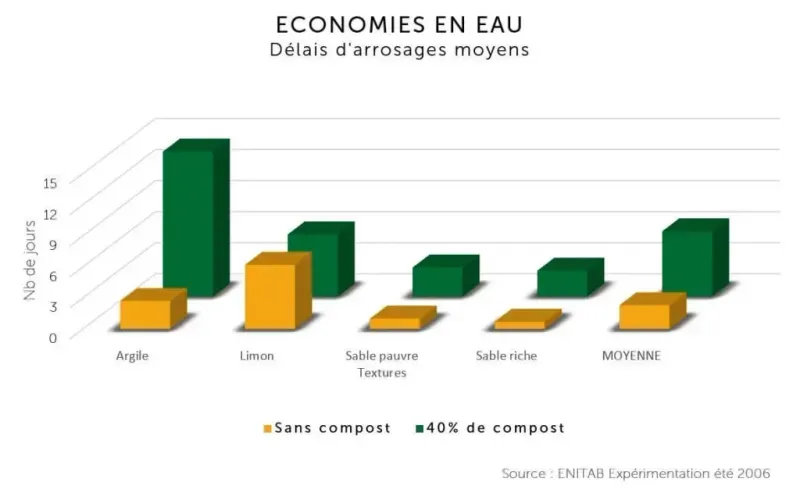 ECONOMIES EN EAU
Délais d'arrosages moyens
15
12
9
6
3
0
Nb de jours
Argile
Limon
Sable pauvre
Sable riche
MOYENNE
Textures
Sans compost
40% de compost
Source : ENITAB Expérimentation été 2006